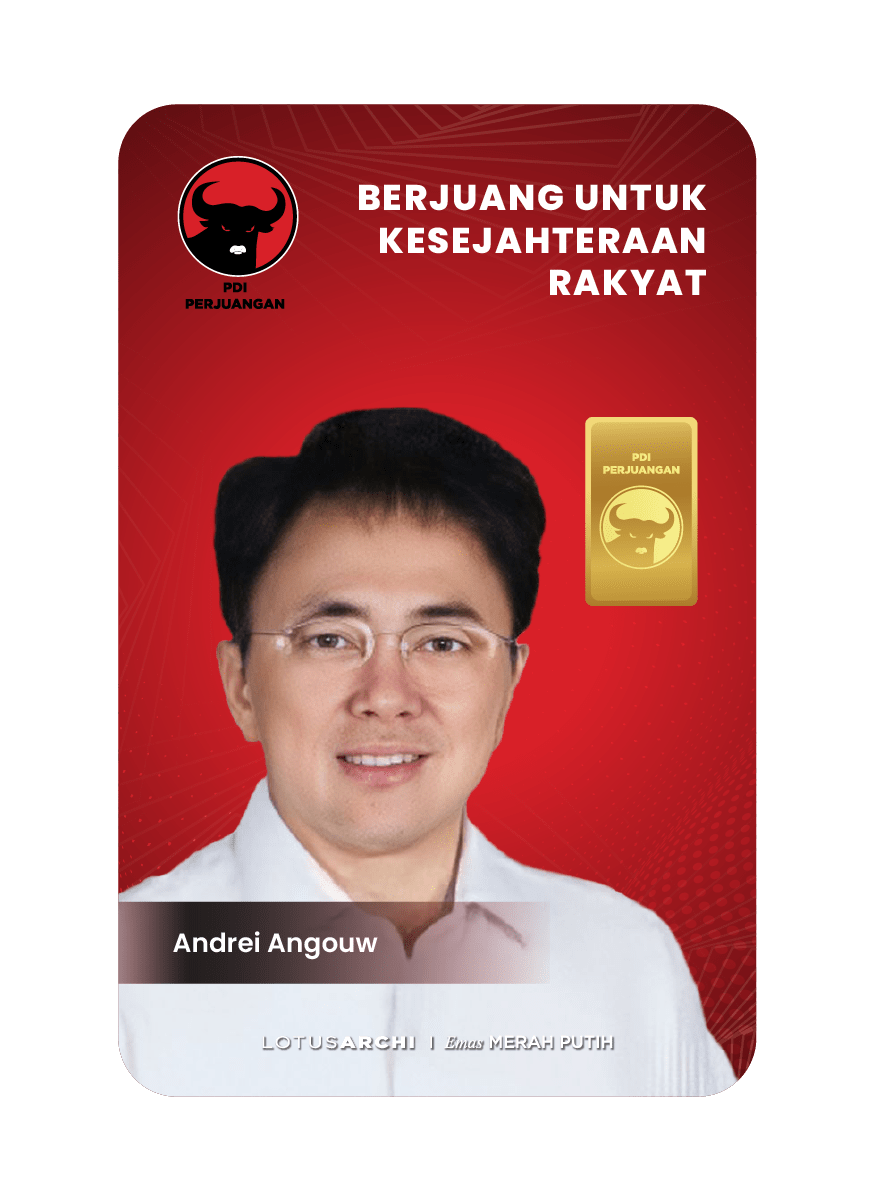 BERJUANG UNTUK
KESEJAHTERAAN
RAKYAT
PDI
PERJUANGAN
PDI
PERJUANGAN
Andrei Angouw
LOTUSARCHI | Emas MERAH PUTIH